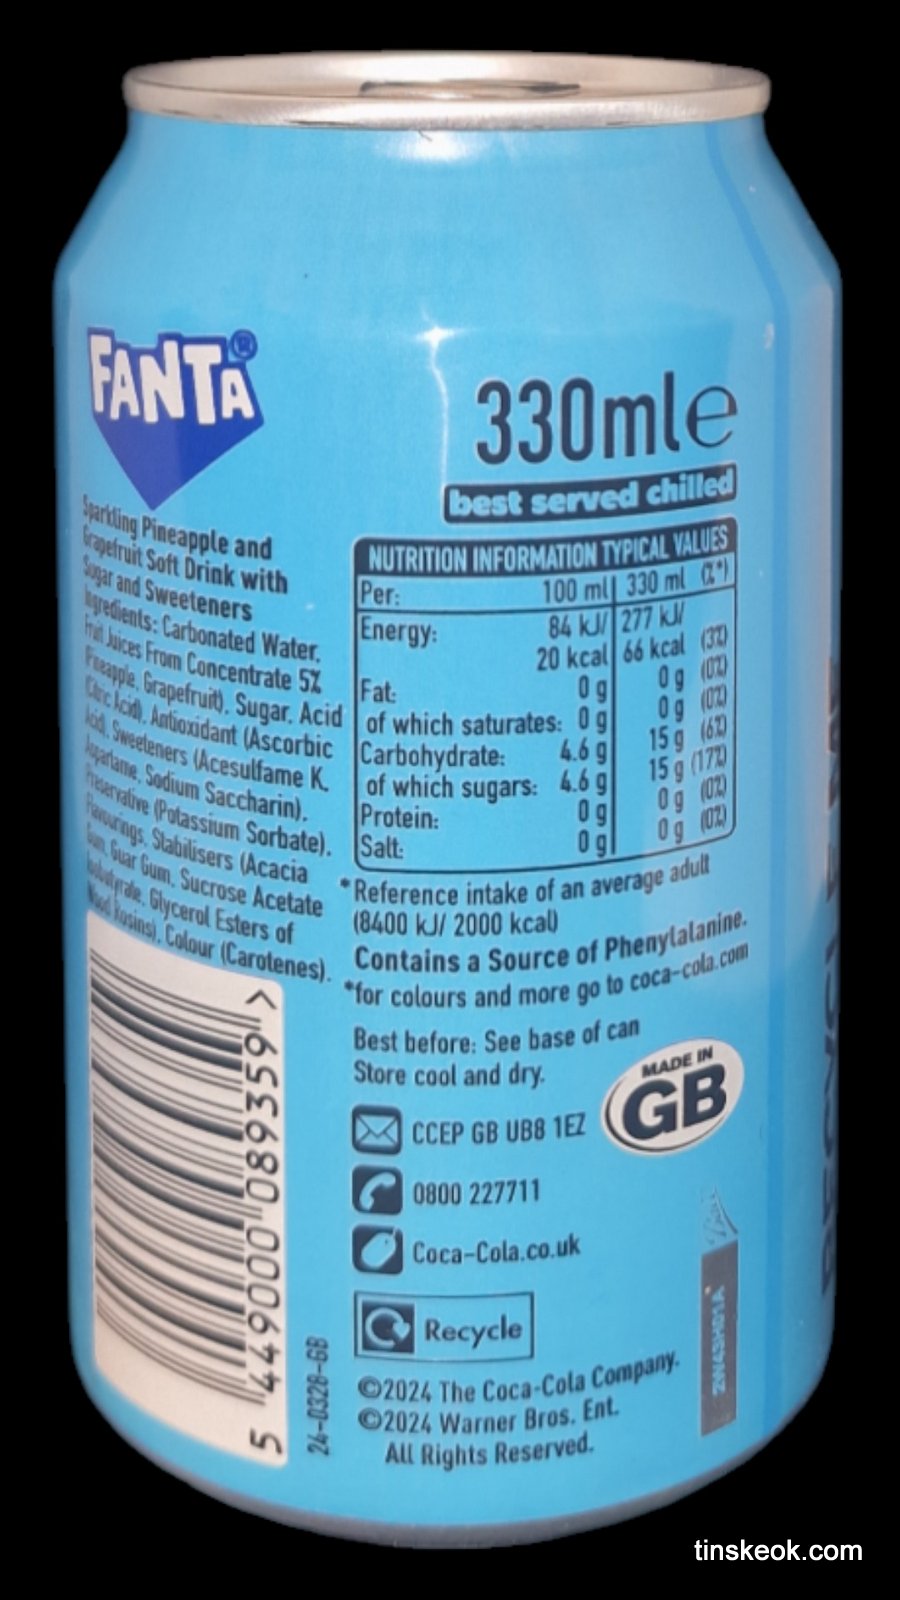 FANTA®
Sparkling Pineapple and
Grapefruit Soft Drink with
Sugar and Sweeteners
Ingredients: Carbonated Water,
Fruit Juices From Concentrate 5%
(Pineapple, Grapefruit), Sugar, Acid
(Citric Acid), Antioxidant (Ascorbic
Acid), Sweeteners (Acesulfame K,
Aspartame, Sodium Saccharin),
Preservative (Potassium Sorbate),
Flavourings, Stabilisers (Acacia
Gum, Guar Gum, Sucrose Acetate
Isobutyrate, Glycerol Esters of
Wood Rosins), Colour (Carotenes).
5 449000 089359 >
24-0328-GB
330mle
best served chilled
NUTRITION INFORMATION TYPICAL VALUES
Per: 100 ml 330 ml (%*)
Energy: 84 kJ/ 277 kJ/
20 kcal 66 kcal (3%)
Fat: 0 g 0 g (0%)
of which saturates: 0 g 0 g (0%)
Carbohydrate: 4.6 g 15 g (6%)
of which sugars: 4.6 g 15 g (17%)
Protein: 0 g 0 g (0%)
Salt: 0 g 0 g (0%)
*Reference intake of an average adult
(8400 kJ/ 2000 kcal)
Contains a Source of Phenylalanine.
*for colours and more go to coca-cola.com
Best before: See base of can
Store cool and dry.
MADE IN
GB
CCEP GB UB8 1EZ
0800 227711
Coca-Cola.co.uk
Recycle
©2024 The Coca-Cola Company.
©2024 Warner Bros. Ent.
All Rights Reserved.
Ball
2W4SH01A
tinskeok.com